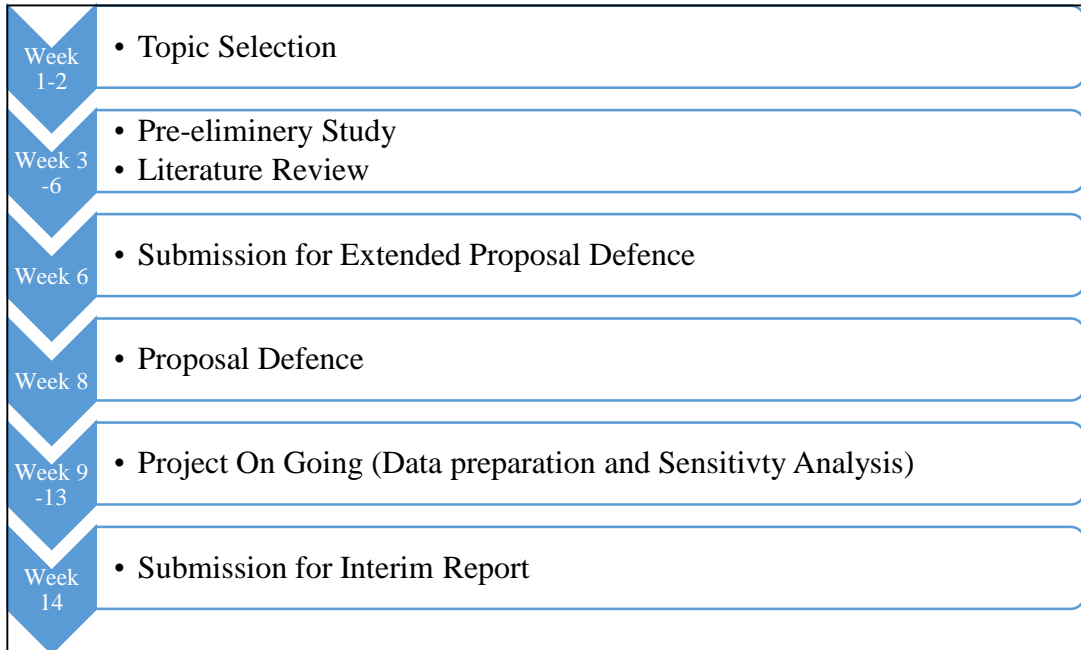 Week
1-2
• Topic Selection
Week 3
-6
• Pre-eliminery Study
• Literature Review
Week 6
• Submission for Extended Proposal Defence
Week 8
• Proposal Defence
Week 9
-13
• Project On Going (Data preparation and Sensitivty Analysis)
Week
14
• Submission for Interim Report